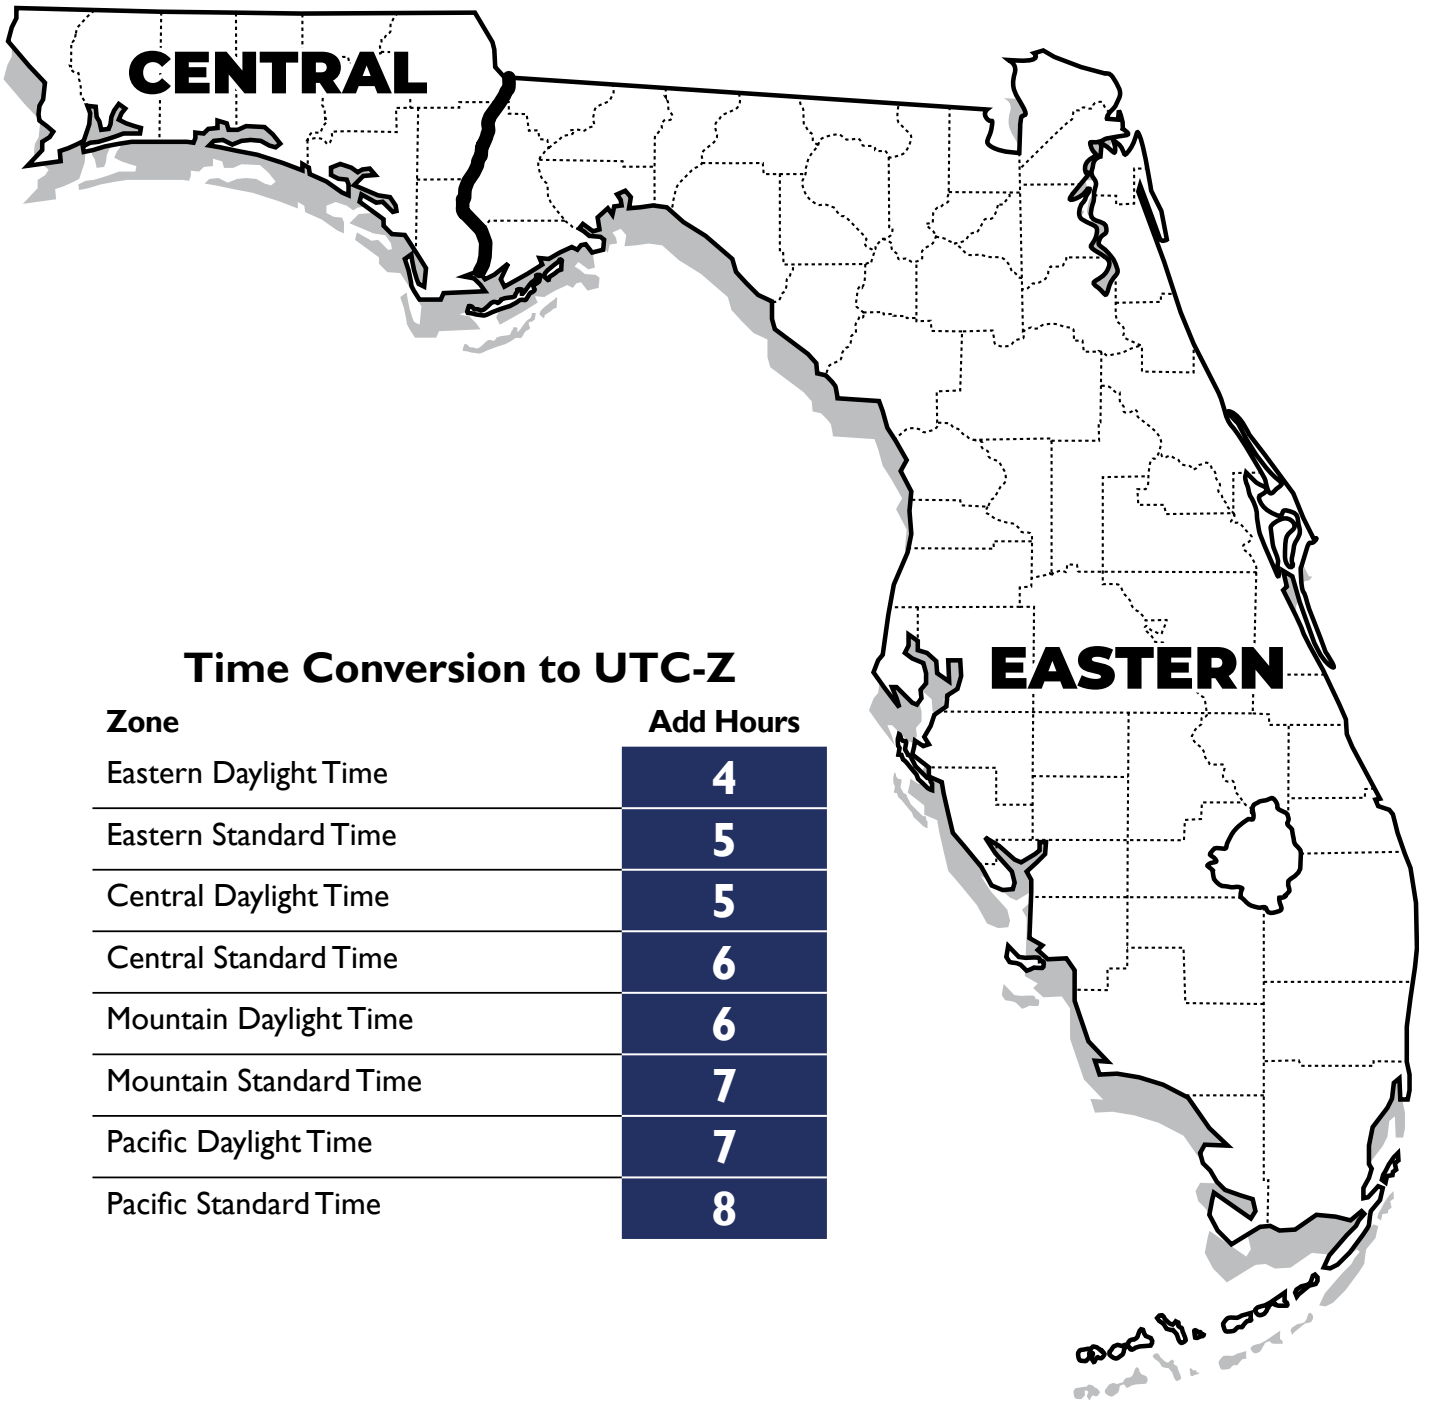 CENTRAL
EASTERN
Time Conversion to UTC-Z
Zone Add Hours
Eastern Daylight Time 4
Eastern Standard Time 5
Central Daylight Time 5
Central Standard Time 6
Mountain Daylight Time 6
Mountain Standard Time 7
Pacific Daylight Time 7
Pacific Standard Time 8